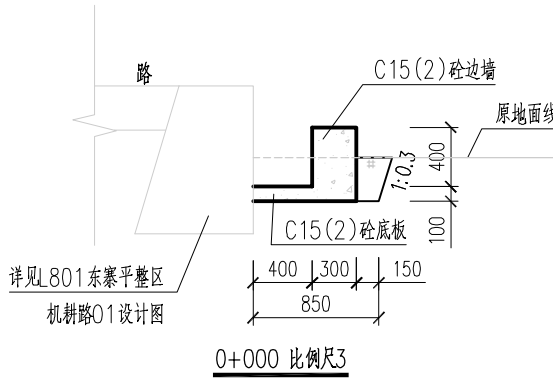 路
C15(2)砼边墙
原地面线
1:0.3
400
100
C15(2)砼底板
400
300
150
850
详见L801东寨平整区
机耕路01设计图
0+000 比例尺3